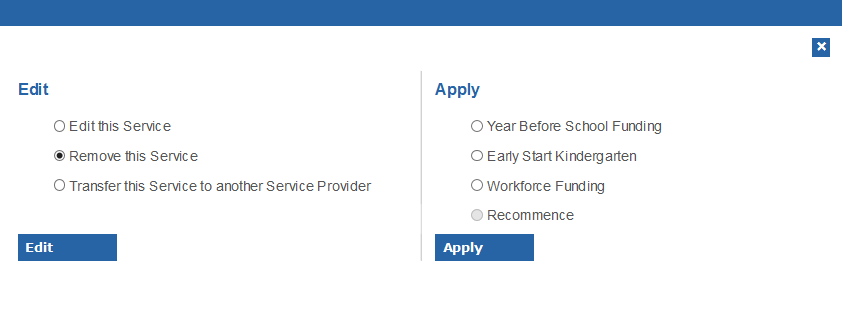 Edit
Edit this Service
Remove this Service
Transfer this Service to another Service Provider
Edit
Apply
Year Before School Funding
Early Start Kindergarten
Workforce Funding
Recommence
Apply